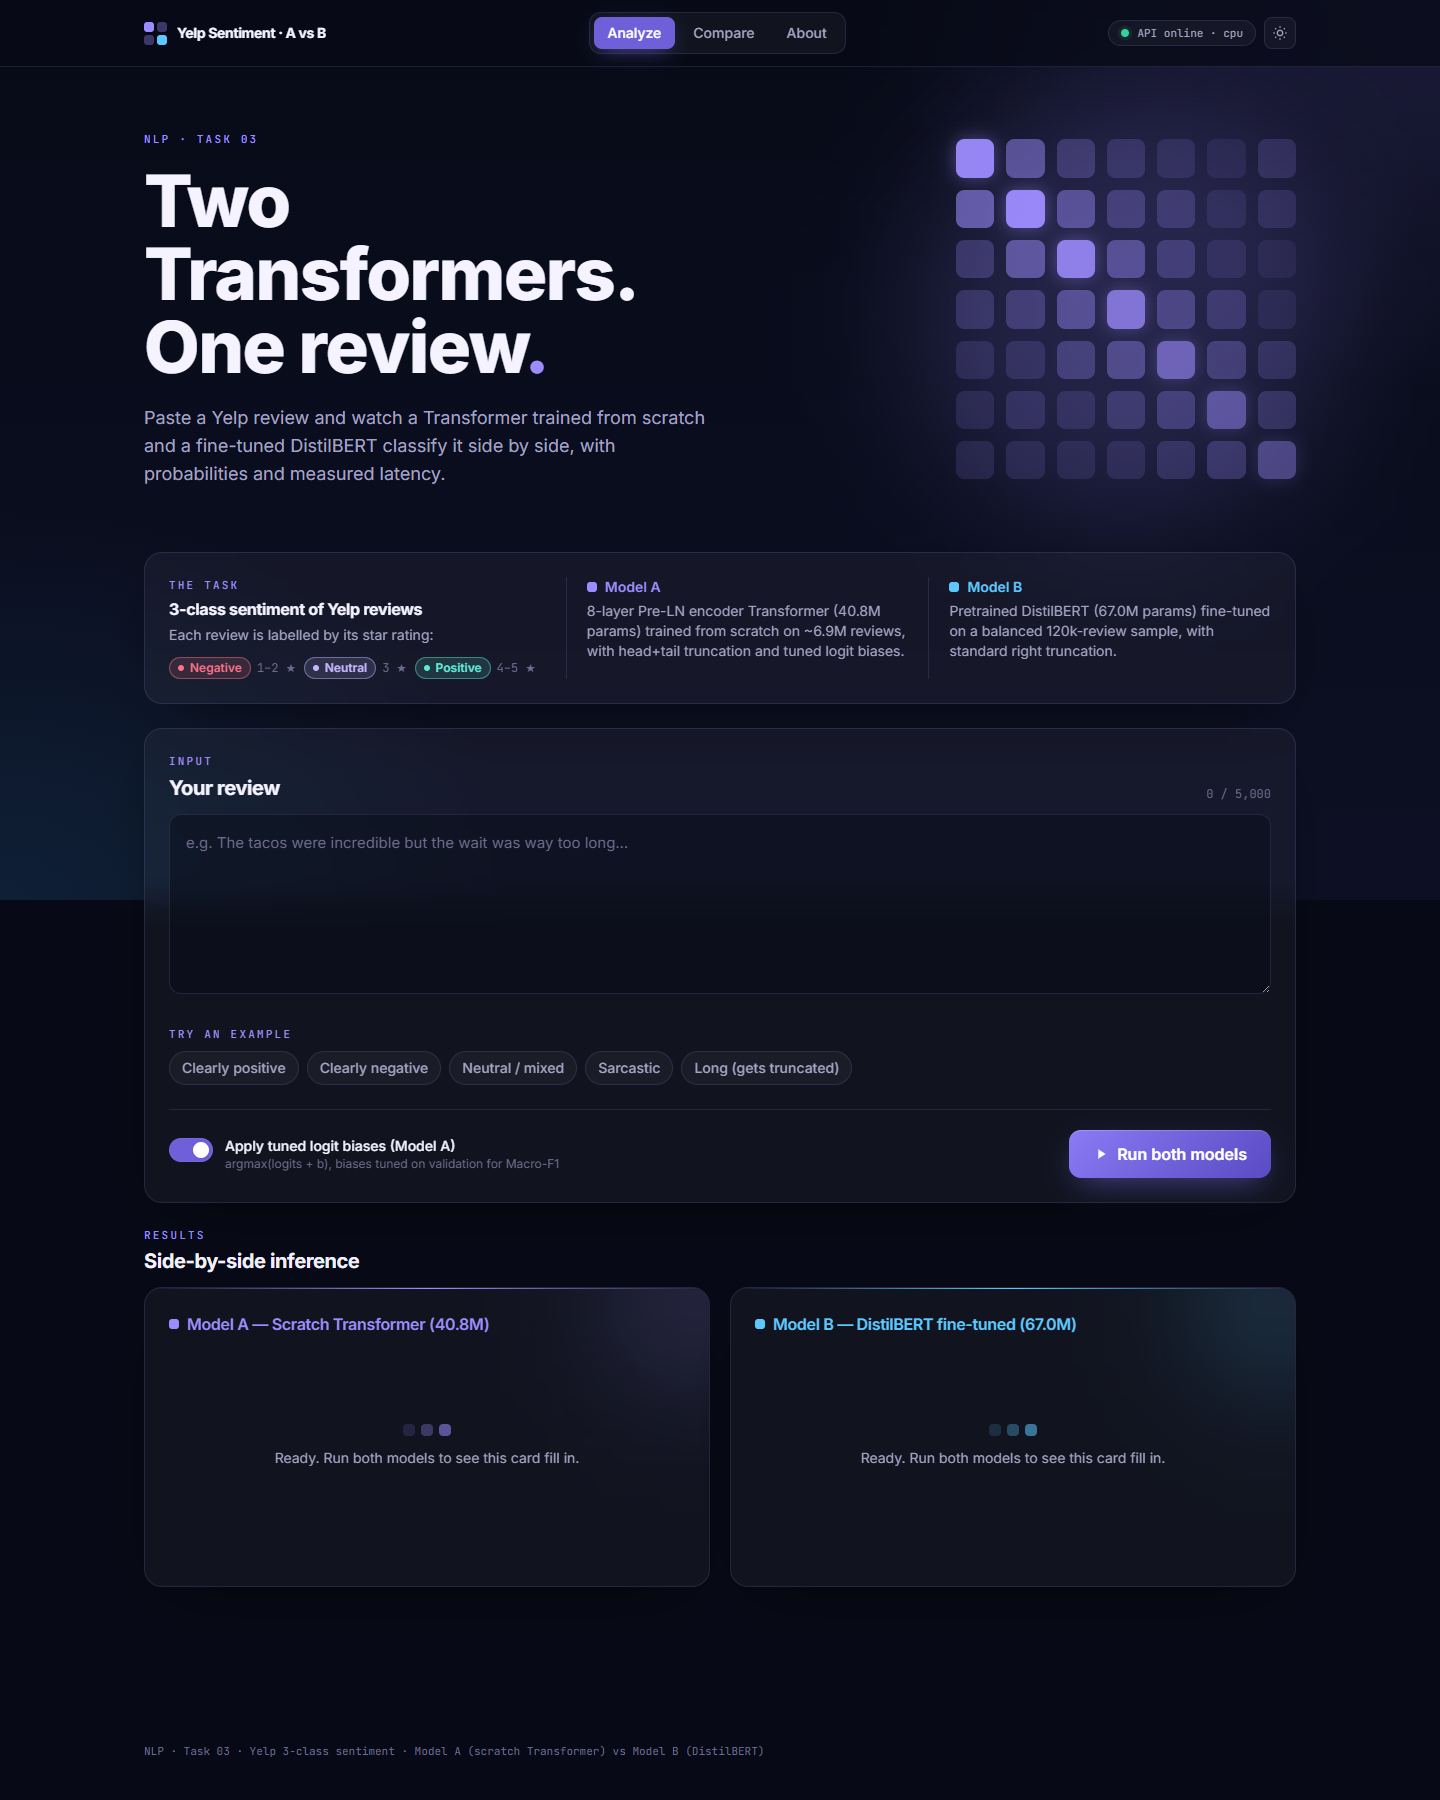 Yelp Sentiment · A vs B
Analyze
Compare
About
API online · cpu
NLP · TASK 03
Two
Transformers.
One review.
Paste a Yelp review and watch a Transformer trained from scratch
and a fine-tuned DistilBERT classify it side by side, with
probabilities and measured latency.
THE TASK
3-class sentiment of Yelp reviews
Each review is labelled by its star rating:
Negative 1–2 ★ Neutral 3 ★ Positive 4–5 ★
Model A
8-layer Pre-LN encoder Transformer (40.8M
params) trained from scratch on ~6.9M reviews,
with head+tail truncation and tuned logit biases.
Model B
Pretrained DistilBERT (67.0M params) fine-tuned
on a balanced 120k-review sample, with
standard right truncation.
INPUT
Your review
0 / 5,000
e.g. The tacos were incredible but the wait was way too long…
TRY AN EXAMPLE
Clearly positive
Clearly negative
Neutral / mixed
Sarcastic
Long (gets truncated)
Apply tuned logit biases (Model A)
argmax(logits + b), biases tuned on validation for Macro-F1
Run both models
RESULTS
Side-by-side inference
Model A — Scratch Transformer (40.8M)
Ready. Run both models to see this card fill in.
Model B — DistilBERT fine-tuned (67.0M)
Ready. Run both models to see this card fill in.
NLP · Task 03 · Yelp 3-class sentiment · Model A (scratch Transformer) vs Model B (DistilBERT)